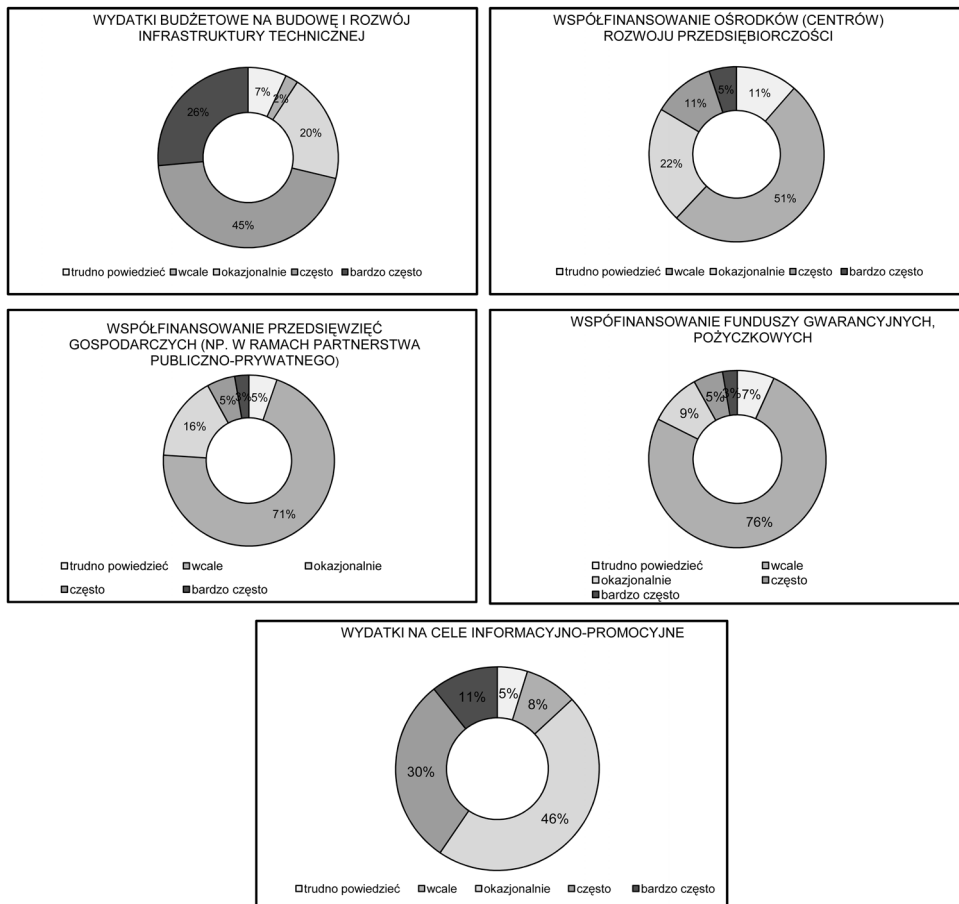 WYDATKI BUDŻETOWE NA BUDOWĘ I ROZWÓJ
INFRASTRUKTURY TECHNICZNEJ
7%
2%
20%
45%
26%
trudno powiedzieć wcale okazjonalnie często bardzo często
WSPÓŁFINANSOWANIE OŚRODKÓW (CENTRÓW)
ROZWOJU PRZEDSIĘBIORCZOŚCI
11%
51%
22%
11%
5%
trudno powiedzieć wcale okazjonalnie często bardzo często
WSPÓŁFINANSOWANIE PRZEDSIĘWZIĘĆ
GOSPODARCZYCH (NP. W RAMACH PARTNERSTWA
PUBLICZNO-PRYWATNEGO)
5%
71%
16%
5%
3%
trudno powiedzieć wcale okazjonalnie
często bardzo często
WSPÓFINANSOWANIE FUNDUSZY GWARANCYJNYCH,
POŻYCZKOWYCH
7%
76%
9%
5%
3%
trudno powiedzieć wcale
okazjonalnie często
bardzo często
WYDATKI NA CELE INFORMACYJNO-PROMOCYJNE
5%
8%
46%
30%
11%
trudno powiedzieć wcale okazjonalnie często bardzo często